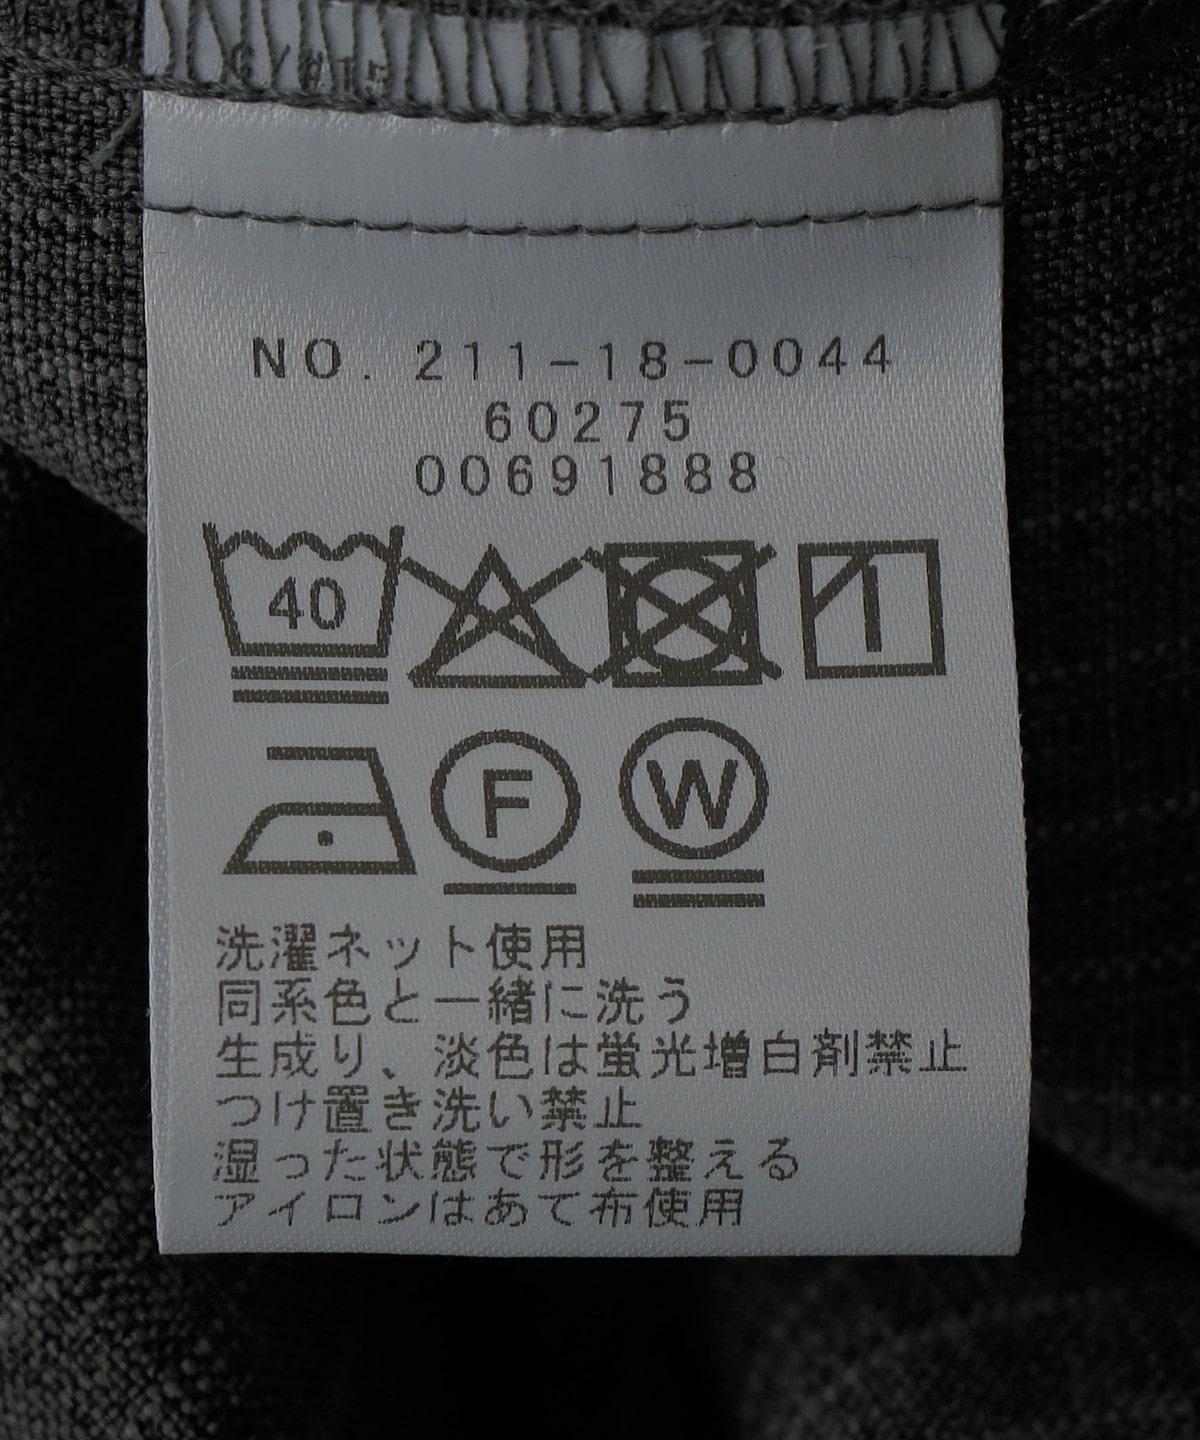 NO. 211-18-0044
60275
00691888
40
F W
洗濯ネット使用
同系色と一緒に洗う
生成り、淡色は蛍光増白剤禁止
つけ置き洗い禁止
湿った状態で形を整える
アイロンはあて布使用